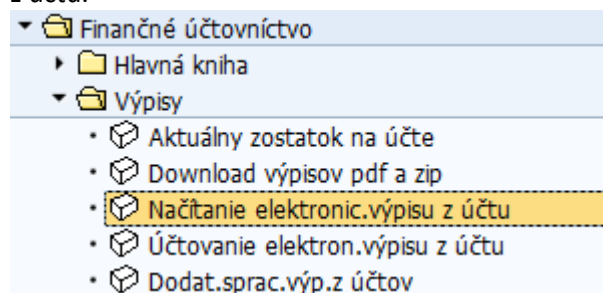 Finančné účtovníctvo
Hlavná kniha
Výpisy
Aktuálny zostatok na účte
Download výpisov pdf a zip
Načítanie elektronic.výpisu z účtu
Účtovanie elektron.výpisu z účtu
Dodat.sprac.výp.z účtov